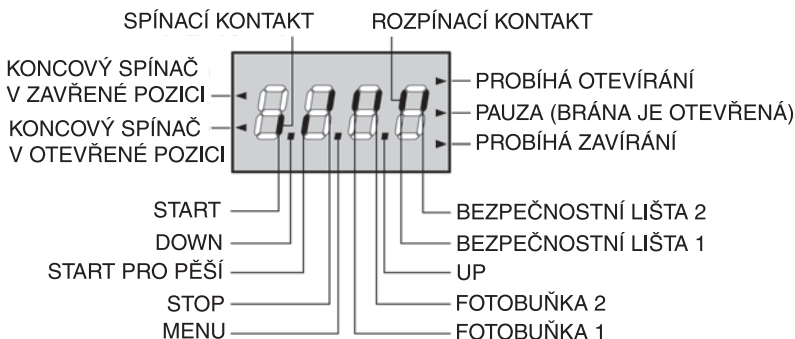 SPÍNACÍ KONTAKT
ROZPÍNACÍ KONTAKT
KONCOVÝ SPÍNAČ
V ZAVŘENÉ POZICI
KONCOVÝ SPÍNAČ
V OTEVŘENÉ POZICI
PROBÍHÁ OTEVÍRÁNÍ
PAUZA (BRÁNA JE OTEVŘENÁ)
PROBÍHÁ ZAVÍRÁNÍ
START
DOWN
START PRO PĚŠÍ
STOP
MENU
BEZPEČNOSTNÍ LIŠTA 2
BEZPEČNOSTNÍ LIŠTA 1
UP
FOTOBUŇKA 2
FOTOBUŇKA 1